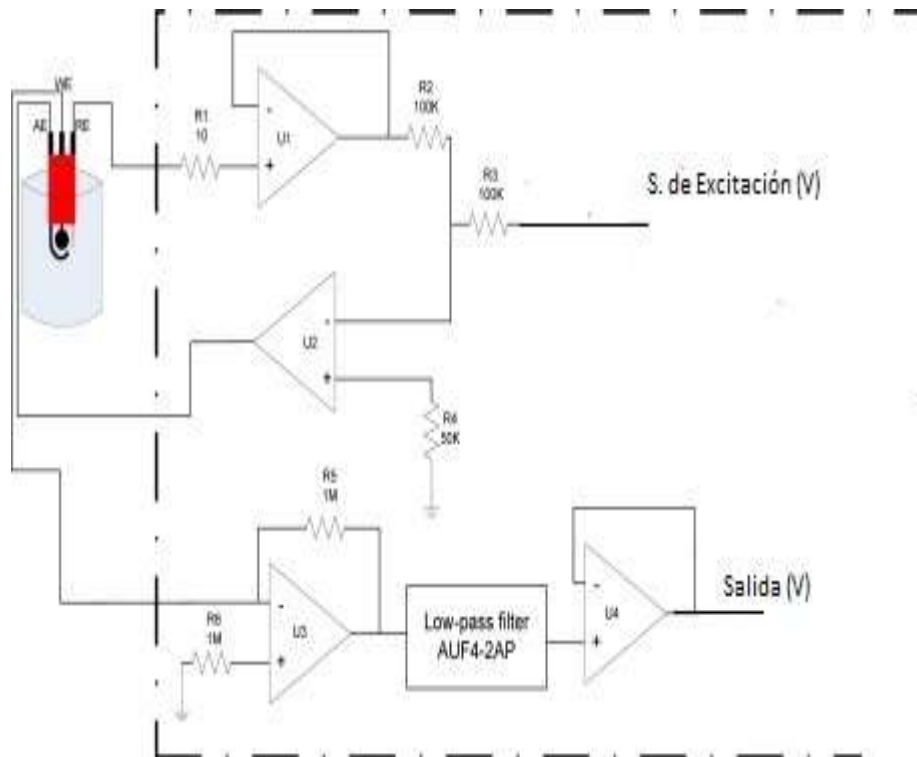 WE
AE
RE
R1
10
-
+
U1
R2
100K
R3
100K
S. de Excitación (V)
-
+
U2
R4
50K
R5
1M
R6
1M
-
+
U3
Low-pass filter
AUF4-2AP
-
+
U4
Salida (V)